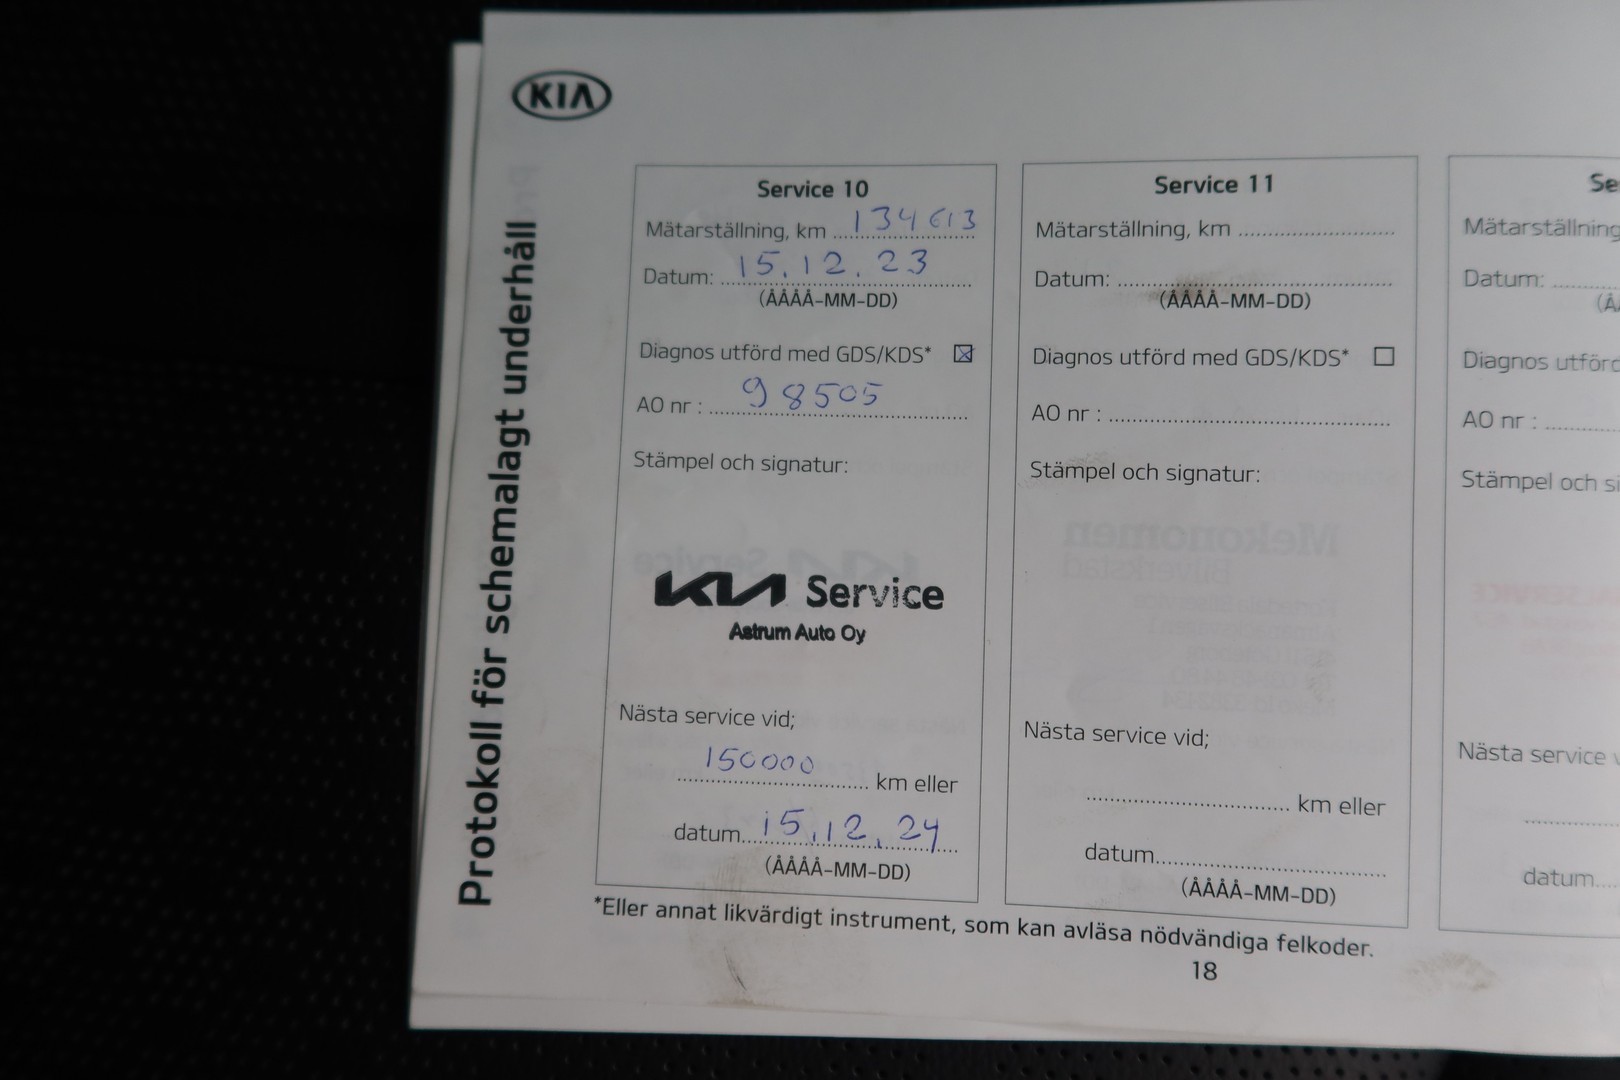 KIA
Protokoll för schemalagt underhåll
Service 10
Mätarställning, km 134613
Datum: 15.12.23
(ÅÅÅÅ-MM-DD)
Diagnos utförd med GDS/KDS*
AO nr : 98505
Stämpel och signatur:
KIA Service
Astrum Auto Oy
Nästa service vid;
150000 km eller
datum 15.12.24
(ÅÅÅÅ-MM-DD)
Service 11
Mätarställning, km
Datum:
(ÅÅÅÅ-MM-DD)
Diagnos utförd med GDS/KDS*
AO nr :
Stämpel och signatur:
Nästa service vid;
km eller
datum
(ÅÅÅÅ-MM-DD)
Se
Mätarställning
Datum:
(Å
Diagnos utförd
AO nr :
Stämpel och si
Nästa service v
datum
*Eller annat likvärdigt instrument, som kan avläsa nödvändiga felkoder.
18